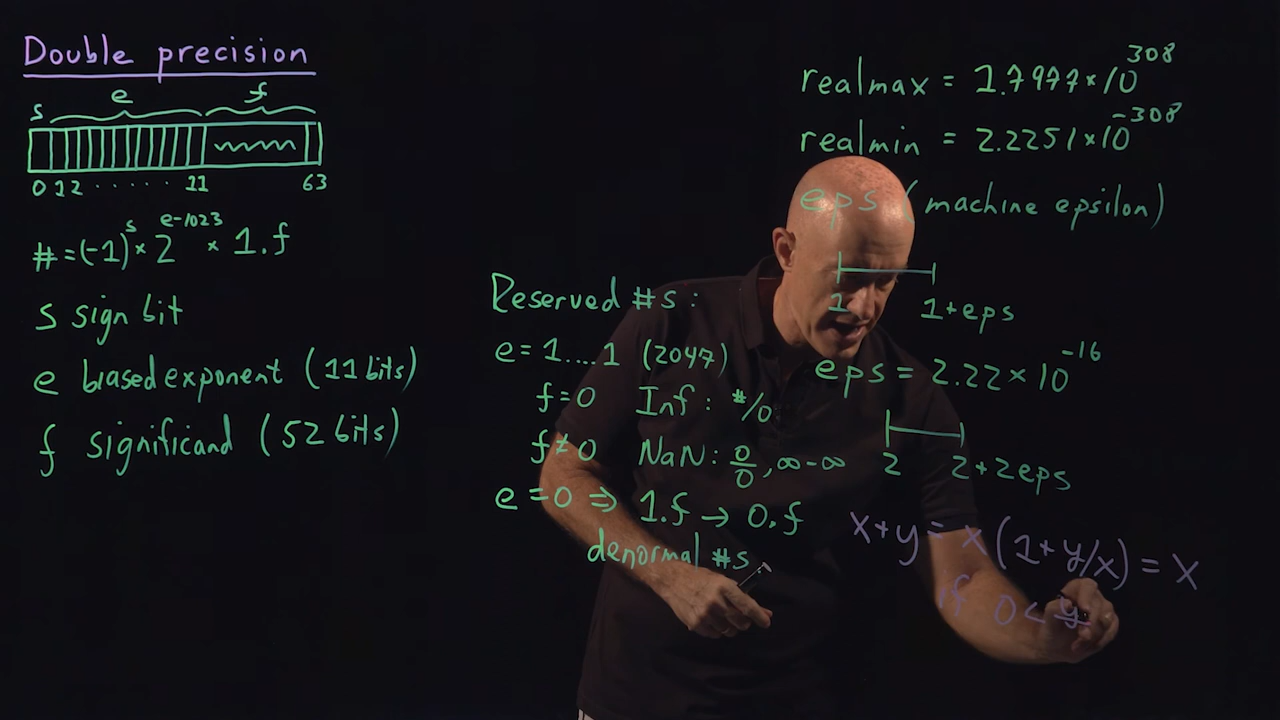 Double precision
s e f
0 1 2 . . . . . . 11 63
# = (-1)^s × 2^(e-1023) × 1.f
s sign bit
e biased exponent (11 bits)
f significand (52 bits)
Reserved #s :
e = 1....1 (2047)
f=0 Inf : #/0
f≠0 NaN: 0/0, ∞-∞
e = 0 ⇒ 1.f → 0.f
denormal #s
realmax = 1.7977×10^308
realmin = 2.2251×10^-308
eps (machine epsilon)
1 1+eps
eps = 2.22×10^-16
2 2+2eps
x+y = x(1+y/x) = x
if 0 < y